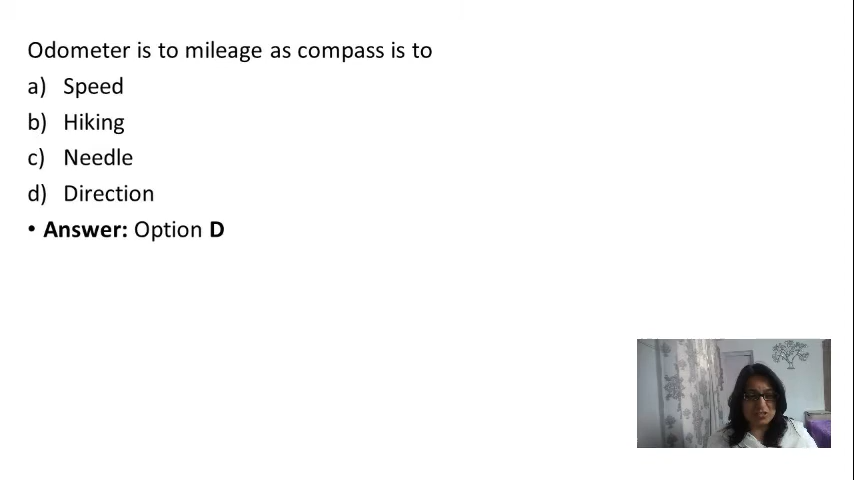 Odometer is to mileage as compass is to
a) Speed
b) Hiking
c) Needle
d) Direction
• Answer: Option D